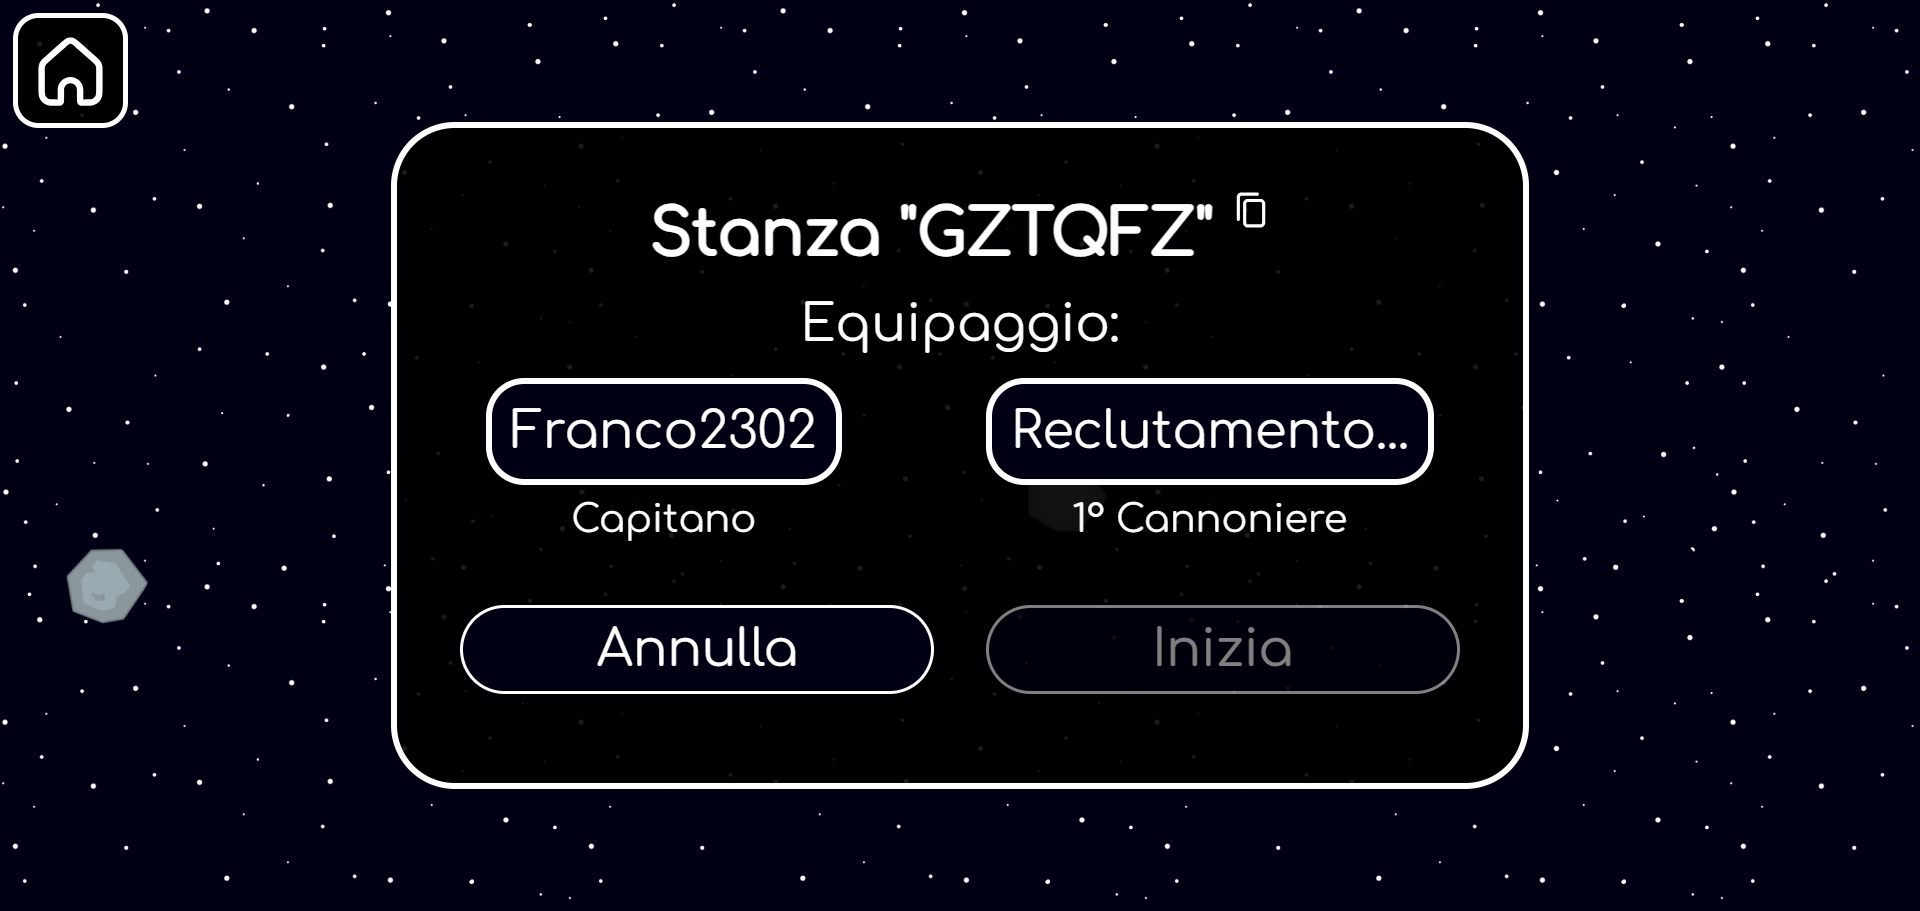 Stanza "GZTQFZ"
Equipaggio:
Franco2302
Reclutamento...
Capitano
1° Cannoniere
Annulla
Inizia